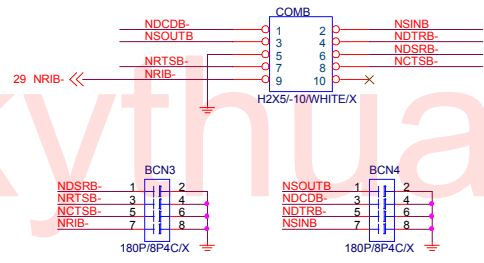 COMB
NDCDB- 1 2 NSINB
NSOUTB 3 4 NDTRB-
5 6 NDSRB-
NRTSB- 7 8 NCTSB-
29 NRIB- NRIB- 9 10
H2X5/-10/WHITE/X
kythua
BCN3
NDSRB- 1 2
NRTSB- 3 4
NCTSB- 5 6
NRIB- 7 8
180P/8P4C/X
BCN4
NSOUTB 1 2
NDCDB- 3 4
NDTRB- 5 6
NSINB 7 8
180P/8P4C/X